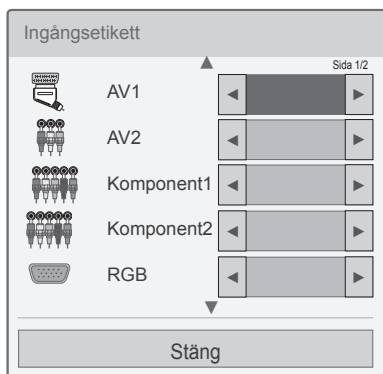 Ingångsetikett
Sida 1/2
AV1
AV2
Komponent1
Komponent2
RGB
Stäng